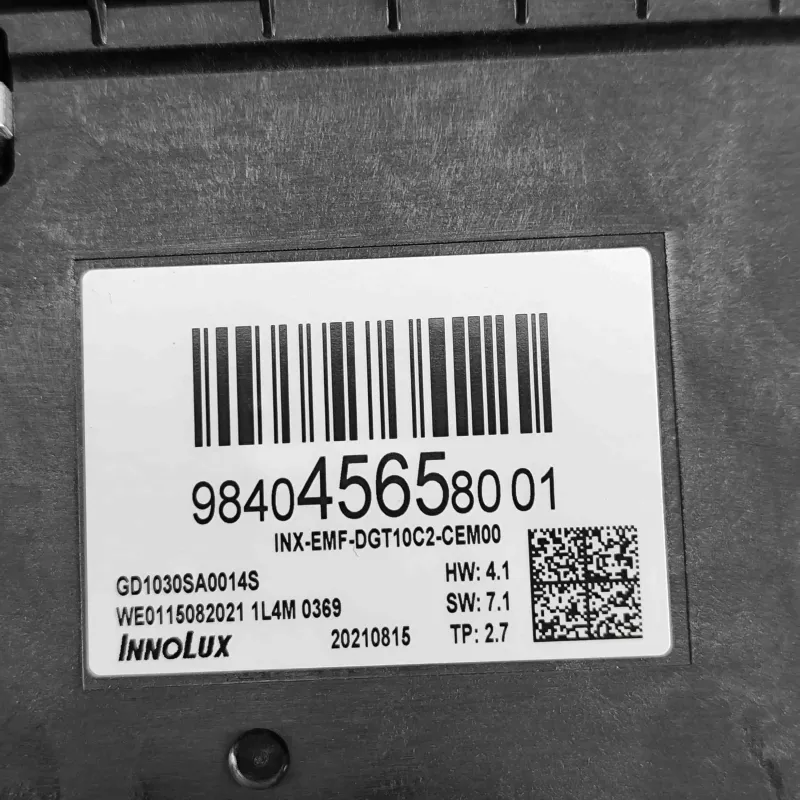 98404565880 01
INX-EMF-DGT10C2-CEM00
GD1030SA0014S HW: 4.1
WE0115082021 1L4M 0369 SW: 7.1
INNOLUX 20210815 TP: 2.7